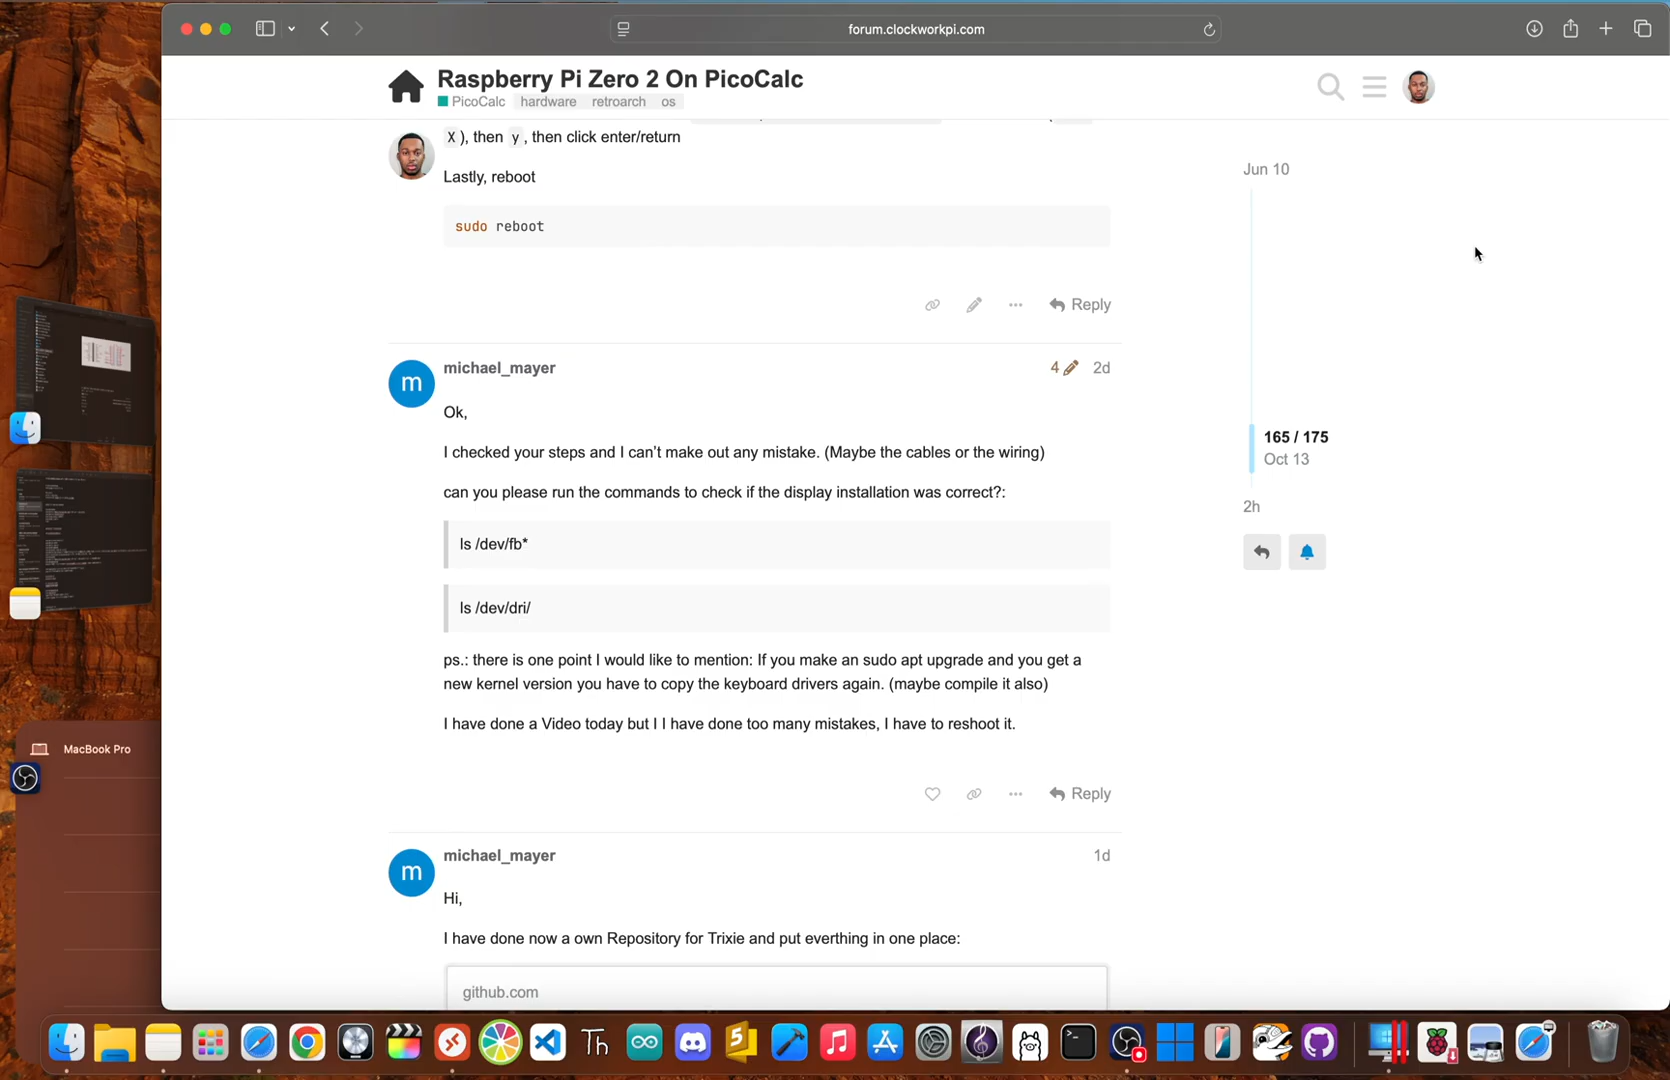 forum.clockworkpi.com
Raspberry Pi Zero 2 On PicoCalc
PicoCalc hardware retroarch os
X ), then y , then click enter/return
Lastly, reboot
sudo reboot
Reply
Jun 10
165 / 175
Oct 13
2h
michael_mayer
4 2d
m
Ok,
I checked your steps and I can't make out any mistake. (Maybe the cables or the wiring)
can you please run the commands to check if the display installation was correct?:
ls /dev/fb*
ls /dev/dri/
ps.: there is one point I would like to mention: If you make an sudo apt upgrade and you get a
new kernel version you have to copy the keyboard drivers again. (maybe compile it also)
I have done a Video today but I I have done too many mistakes, I have to reshoot it.
Reply
michael_mayer
1d
m
Hi,
I have done now a own Repository for Trixie and put everthing in one place:
github.com
MacBook Pro
Th